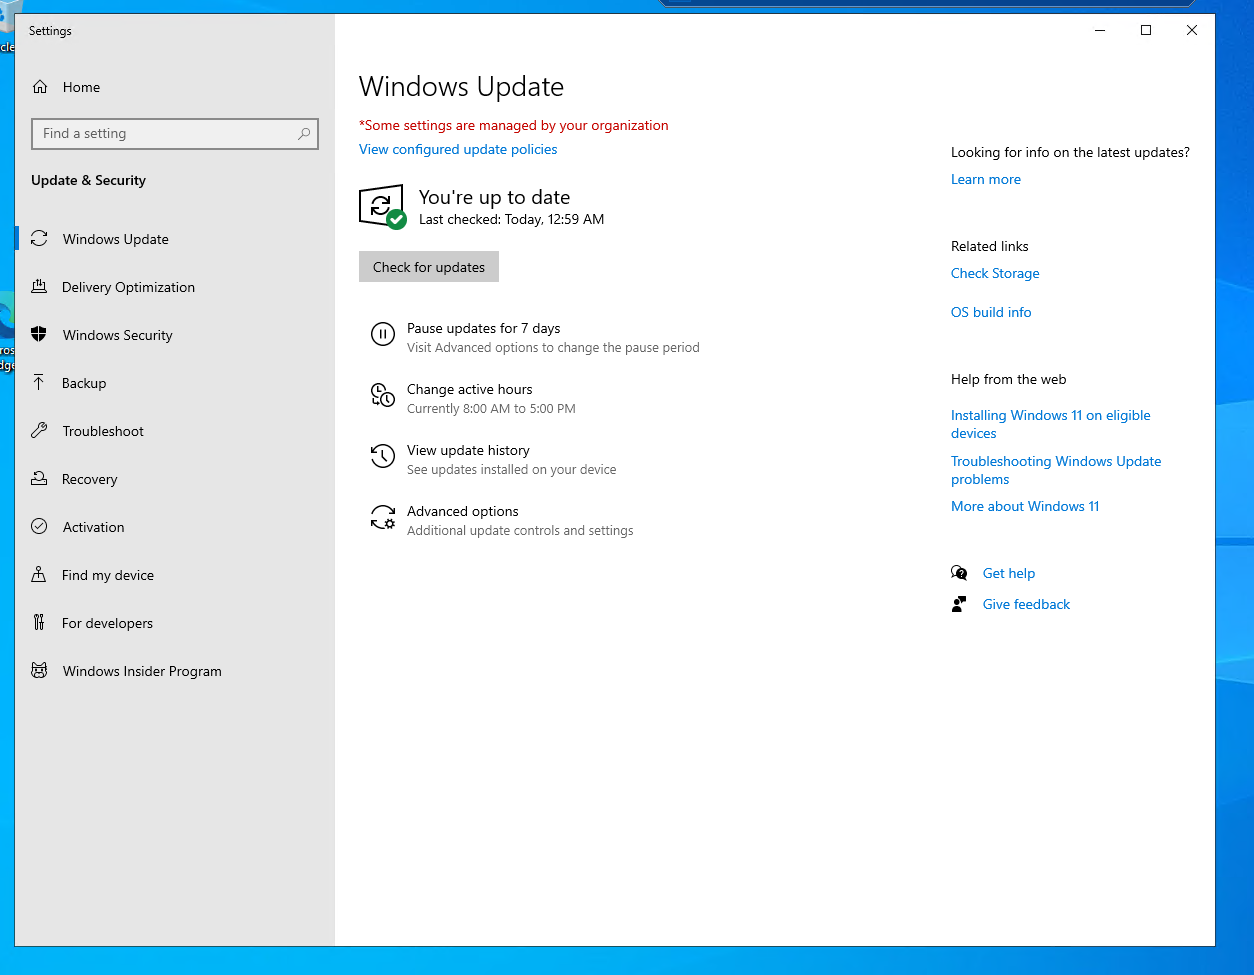 Settings
Home
Find a setting
Update & Security
Windows Update
Delivery Optimization
Windows Security
Backup
Troubleshoot
Recovery
Activation
Find my device
For developers
Windows Insider Program
Windows Update
*Some settings are managed by your organization
View configured update policies
You're up to date
Last checked: Today, 12:59 AM
Check for updates
Pause updates for 7 days
Visit Advanced options to change the pause period
Change active hours
Currently 8:00 AM to 5:00 PM
View update history
See updates installed on your device
Advanced options
Additional update controls and settings
Looking for info on the latest updates?
Learn more
Related links
Check Storage
OS build info
Help from the web
Installing Windows 11 on eligible
devices
Troubleshooting Windows Update
problems
More about Windows 11
Get help
Give feedback